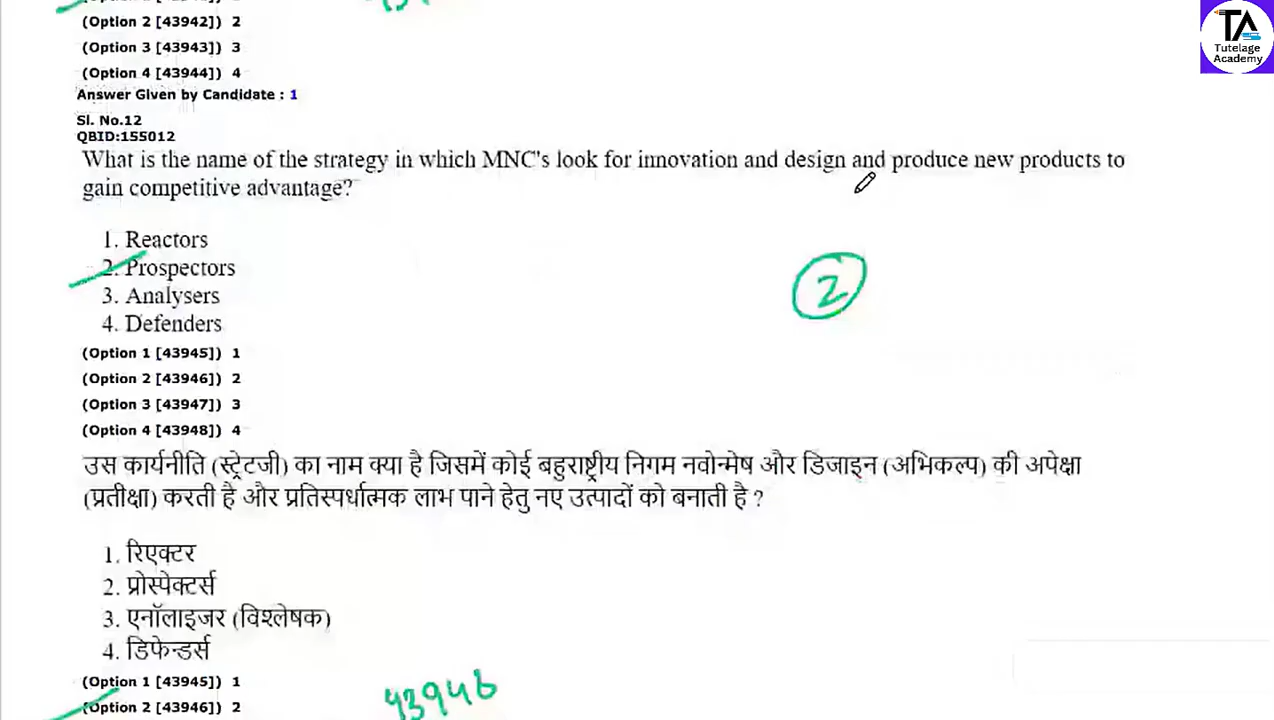 (Option 2 [43942]) 2
(Option 3 [43943]) 3
(Option 4 [43944]) 4
Answer Given by Candidate : 1
TA
Tutelage
Academy
Sl. No.12
QBID:155012
What is the name of the strategy in which MNC's look for innovation and design and produce new products to
gain competitive advantage?
1. Reactors
2. Prospectors
3. Analysers
4. Defenders
2
(Option 1 [43945]) 1
(Option 2 [43946]) 2
(Option 3 [43947]) 3
(Option 4 [43948]) 4
उस कार्यनीति (स्ट्रेटजी) का नाम क्या है जिसमें कोई बहुराष्ट्रीय निगम नवोन्मेष और डिजाइन (अभिकल्प) की अपेक्षा
(प्रतीक्षा) करती है और प्रतिस्पर्धात्मक लाभ पाने हेतु नए उत्पादों को बनाती है ?
1. रिएक्टर
2. प्रोस्पेक्टर्स
3. एनॉलाइजर (विश्लेषक)
4. डिफेन्डर्स
(Option 1 [43945]) 1
43946
(Option 2 [43946]) 2